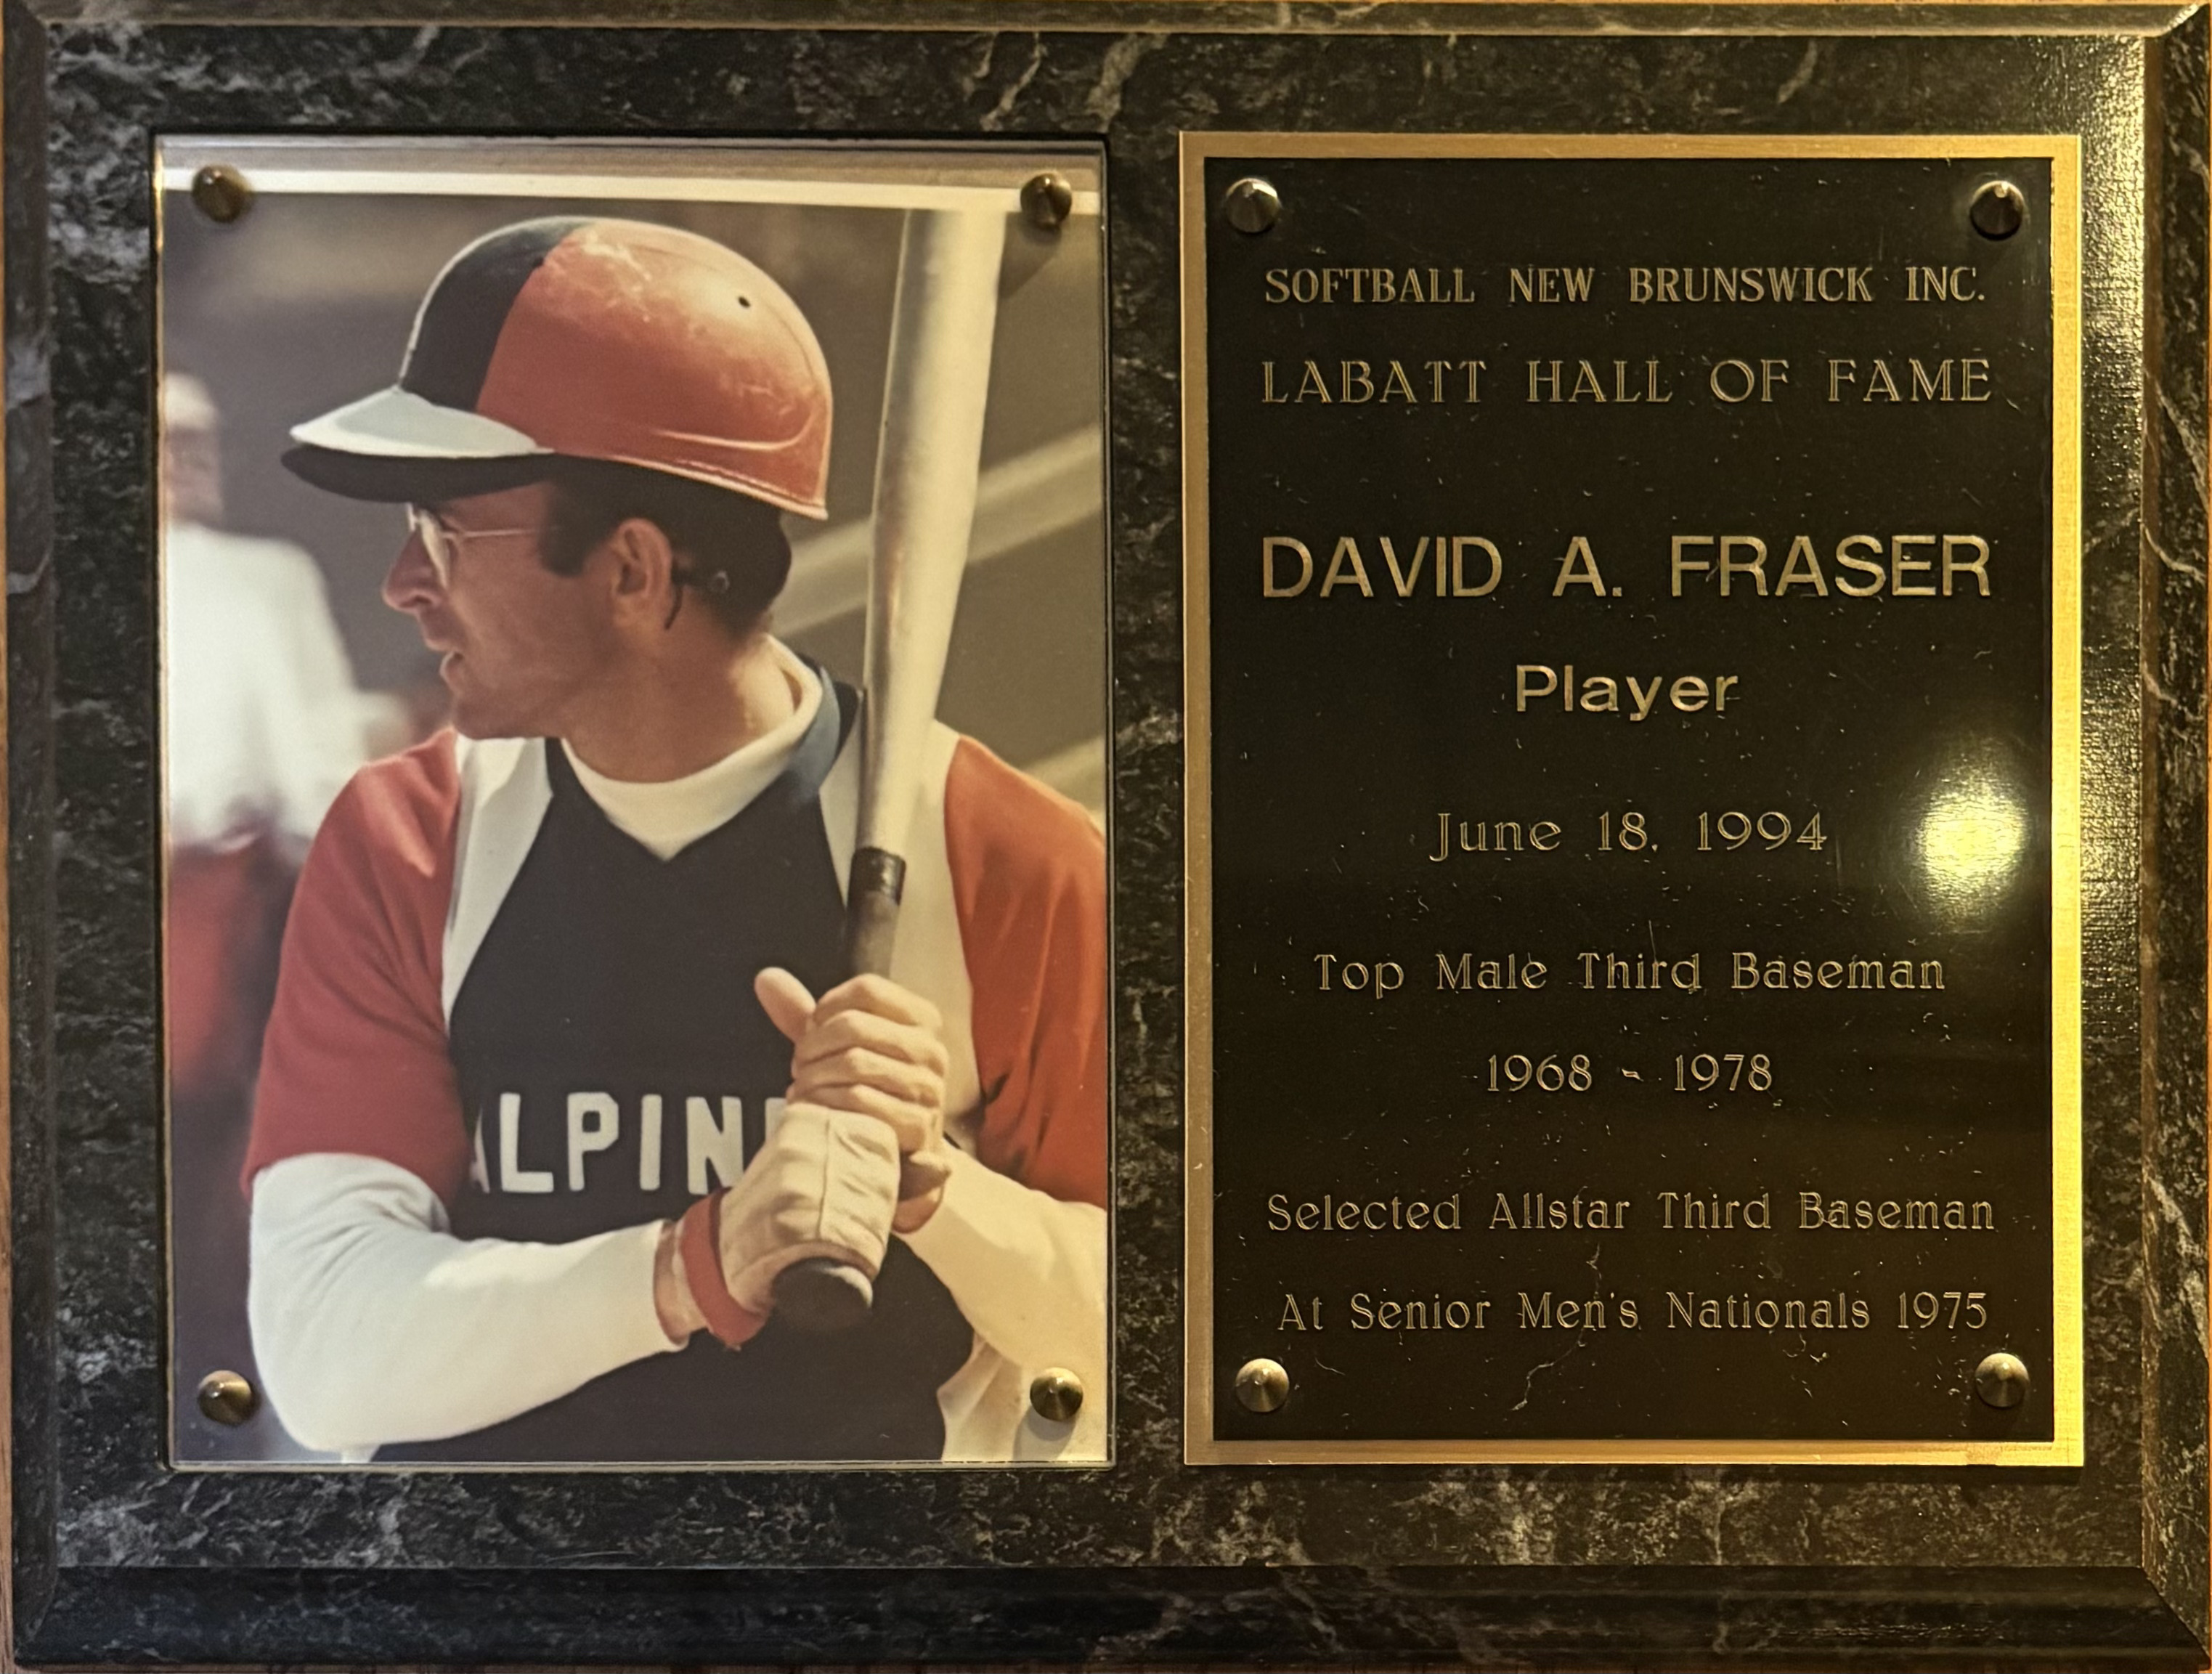 ALPIN
SOFTBALL NEW BRUNSWICK INC.
LABATT HALL OF FAME
DAVID A. FRASER
Player
June 18, 1994
Top Male Third Baseman
1968 - 1978
Selected Allstar Third Baseman
At Senior Men's Nationals 1975